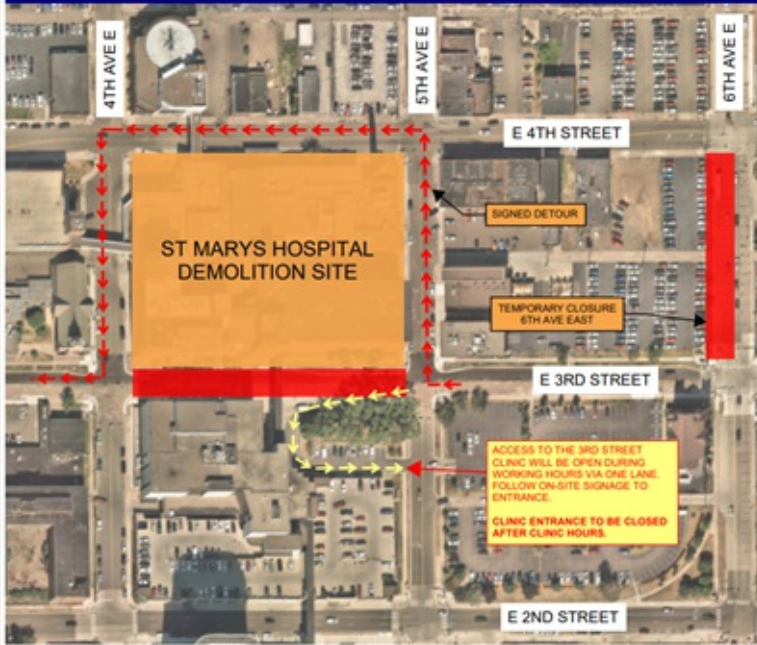 4TH AVE E
5TH AVE E
6TH AVE E
E 4TH STREET
SIGNED DETOUR
ST MARYS HOSPITAL
DEMOLITION SITE
TEMPORARY CLOSURE
6TH AVE EAST
E 3RD STREET
ACCESS TO THE 3RD STREET
CLINIC WILL BE OPEN DURING
WORKING HOURS VIA ONE LANE.
FOLLOW ON-SITE SIGNAGE TO
ENTRANCE.
CLINIC ENTRANCE TO BE CLOSED
AFTER CLINIC HOURS.
E 2ND STREET